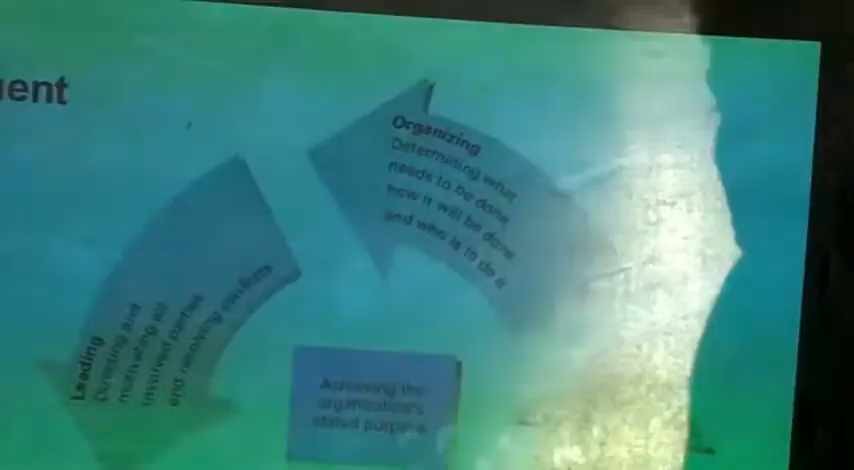 ent
Organizing
Determining what
needs to be done,
how it will be done
and who is to do it
Leading
Directing and
motivating all
involved parties
and resolving conflicts
Achieving the
organization's
stated purpose